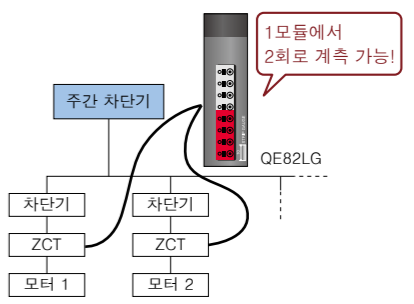 1모듈에서
2회로 계측 가능!
주간 차단기
QE82LG
차단기
차단기
ZCT
ZCT
모터 1
모터 2